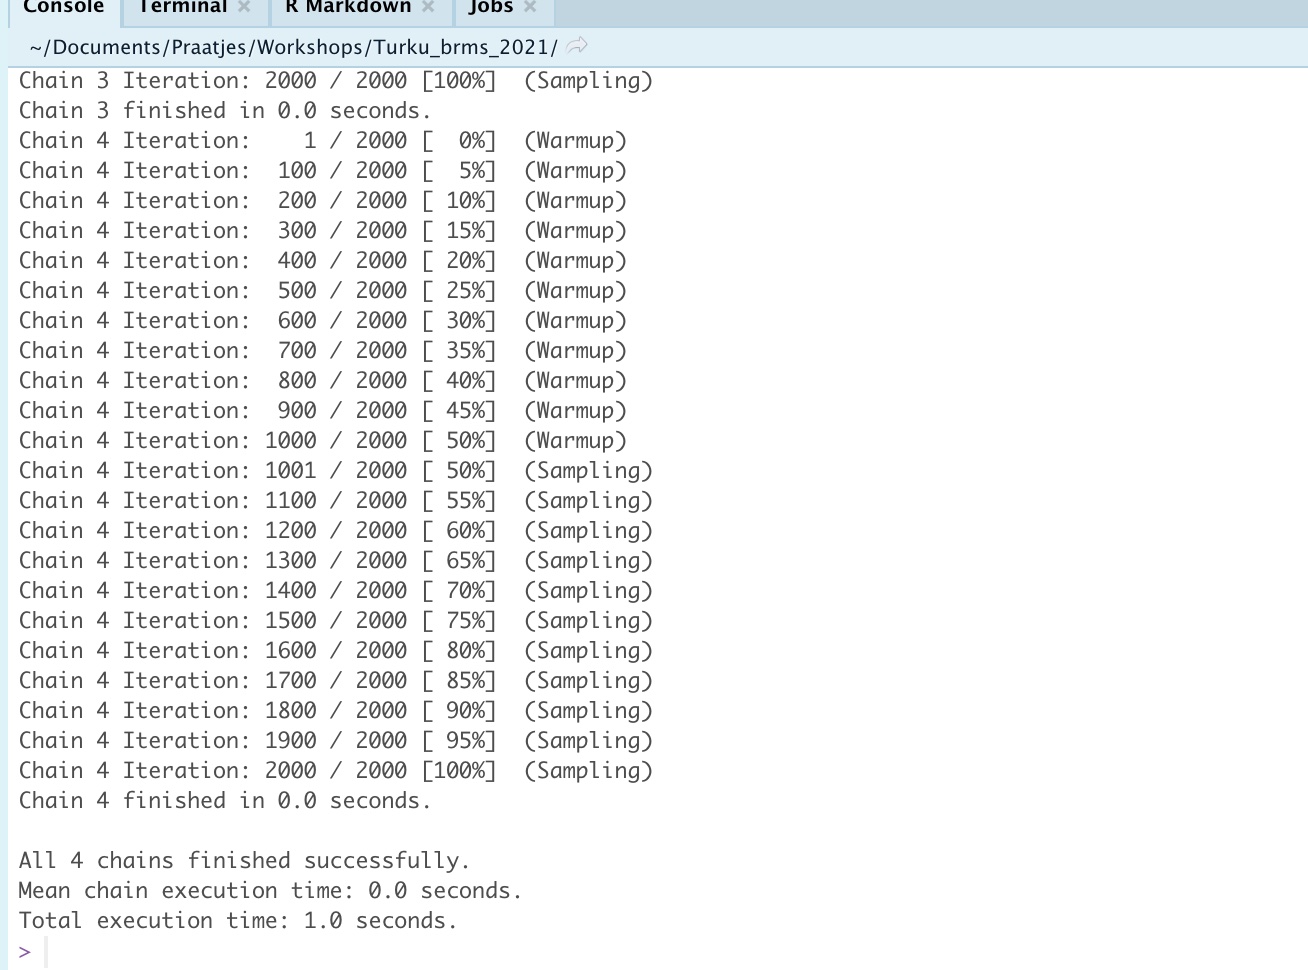 Console Terminal × R Markdown × Jobs ×
~/Documents/Praatjes/Workshops/Turku_brms_2021/
Chain 3 Iteration: 2000 / 2000 [100%]  (Sampling)
Chain 3 finished in 0.0 seconds.
Chain 4 Iteration:    1 / 2000 [  0%]  (Warmup)
Chain 4 Iteration:  100 / 2000 [  5%]  (Warmup)
Chain 4 Iteration:  200 / 2000 [ 10%]  (Warmup)
Chain 4 Iteration:  300 / 2000 [ 15%]  (Warmup)
Chain 4 Iteration:  400 / 2000 [ 20%]  (Warmup)
Chain 4 Iteration:  500 / 2000 [ 25%]  (Warmup)
Chain 4 Iteration:  600 / 2000 [ 30%]  (Warmup)
Chain 4 Iteration:  700 / 2000 [ 35%]  (Warmup)
Chain 4 Iteration:  800 / 2000 [ 40%]  (Warmup)
Chain 4 Iteration:  900 / 2000 [ 45%]  (Warmup)
Chain 4 Iteration: 1000 / 2000 [ 50%]  (Warmup)
Chain 4 Iteration: 1001 / 2000 [ 50%]  (Sampling)
Chain 4 Iteration: 1100 / 2000 [ 55%]  (Sampling)
Chain 4 Iteration: 1200 / 2000 [ 60%]  (Sampling)
Chain 4 Iteration: 1300 / 2000 [ 65%]  (Sampling)
Chain 4 Iteration: 1400 / 2000 [ 70%]  (Sampling)
Chain 4 Iteration: 1500 / 2000 [ 75%]  (Sampling)
Chain 4 Iteration: 1600 / 2000 [ 80%]  (Sampling)
Chain 4 Iteration: 1700 / 2000 [ 85%]  (Sampling)
Chain 4 Iteration: 1800 / 2000 [ 90%]  (Sampling)
Chain 4 Iteration: 1900 / 2000 [ 95%]  (Sampling)
Chain 4 Iteration: 2000 / 2000 [100%]  (Sampling)
Chain 4 finished in 0.0 seconds.
All 4 chains finished successfully.
Mean chain execution time: 0.0 seconds.
Total execution time: 1.0 seconds.
>